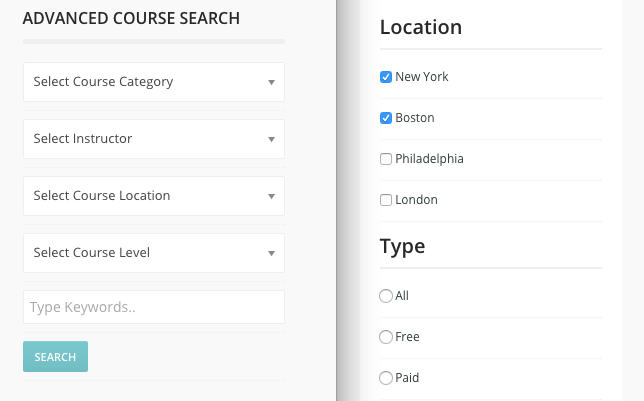 ADVANCED COURSE SEARCH
Select Course Category
Select Instructor
Select Course Location
Select Course Level
Type Keywords..
SEARCH
Location
New York
Boston
Philadelphia
London
Type
All
Free
Paid